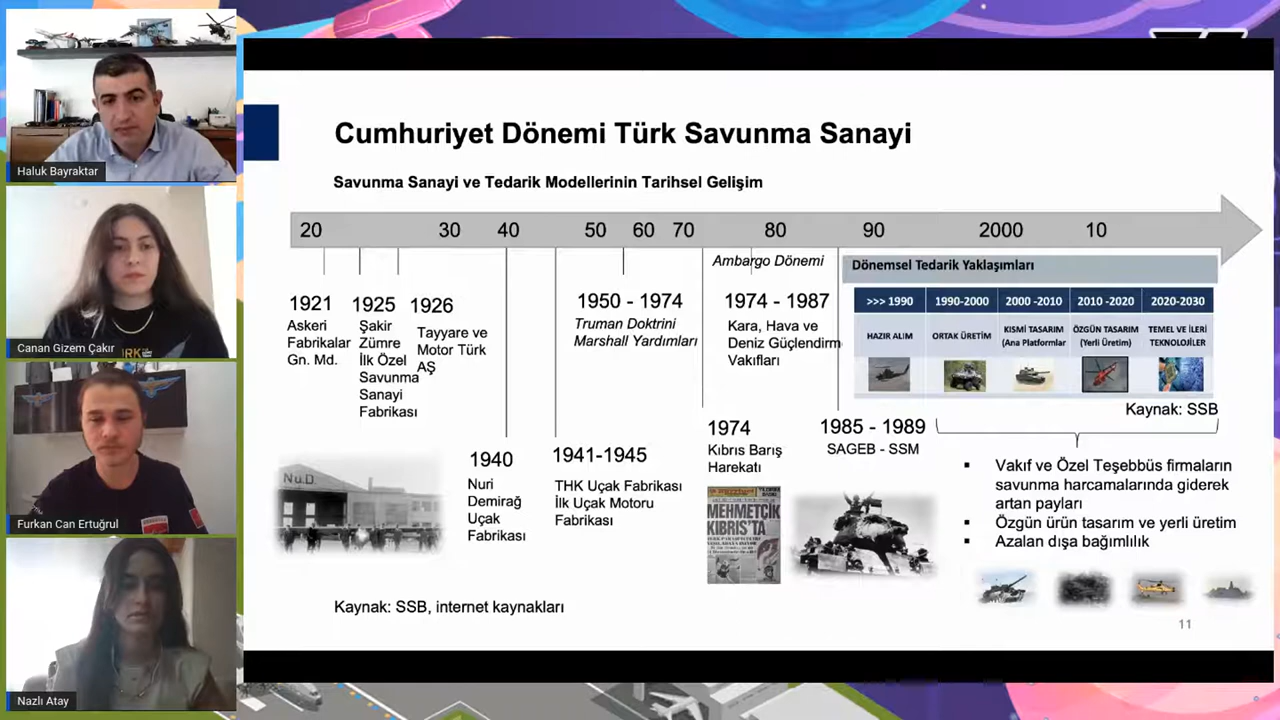 Haluk Bayraktar
Canan Gizem Çakır
Furkan Can Ertuğrul
Nazlı Atay
Cumhuriyet Dönemi Türk Savunma Sanayi
Savunma Sanayi ve Tedarik Modellerinin Tarihsel Gelişim
20 30 40 50 60 70 80 90 2000 10
Ambargo Dönemi
1921
Askeri
Fabrikalar
Gn. Md.
1925
Şakir
Zümre
İlk Özel
Savunma
Sanayi
Fabrikası
1926
Tayyare ve
Motor Türk
AŞ
1940
Nuri
Demirağ
Uçak
Fabrikası
1941-1945
THK Uçak Fabrikası
İlk Uçak Motoru
Fabrikası
1950 - 1974
Truman Doktrini
Marshall Yardımları
1974
Kıbrıs Barış
Harekatı
MEHMETÇİK
KIBRIS'TA
1974 - 1987
Kara, Hava ve
Deniz Güçlendirm
Vakıfları
1985 - 1989
SAGEB - SSM
Dönemsel Tedarik Yaklaşımları
>>> 1990 1990-2000 2000 -2010 2010 -2020 2020-2030
HAZIR ALIM
ORTAK ÜRETİM
KISMİ TASARIM
(Ana Platformlar
ÖZGÜN TASARIM
(Yerli Üretim)
TEMEL VE İLERİ
TEKNOLOJİLER
Kaynak: SSB
▪ Vakıf ve Özel Teşebbüs firmaların
savunma harcamalarında giderek
artan payları
▪ Özgün ürün tasarım ve yerli üretim
▪ Azalan dışa bağımlılık
Kaynak: SSB, internet kaynakları
11